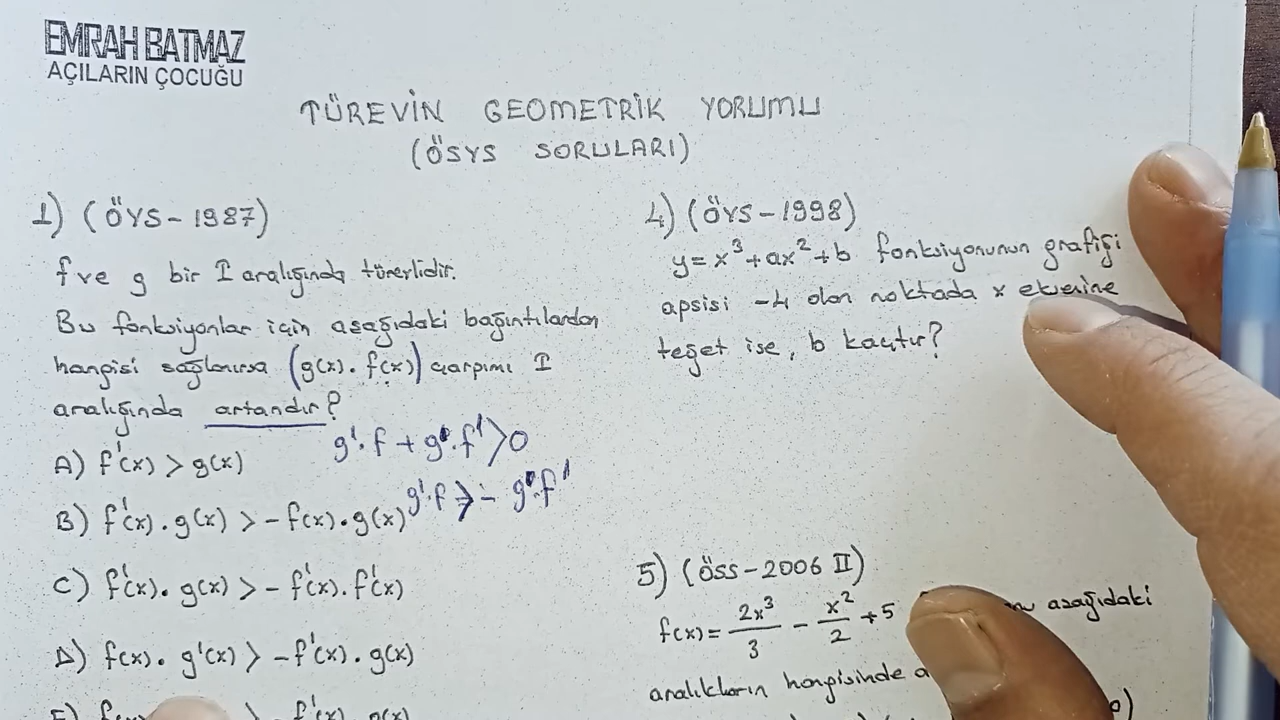 EMRAH BATMAZ
AÇILARIN ÇOCUĞU
TÜREVİN GEOMETRİK YORUMU
(ÖSYS SORULARI)
1) (ÖYS-1987)
f ve g bir I aralığında türevlidir.
Bu fonksiyonlar için aşağıdaki bağıntılardan
hangisi sağlanırsa (g(x).f(x)) çarpımı I
aralığında artandır?
g'.f + g.f' > 0
g'.f > - g.f'
A) f'(x) > g(x)
B) f'(x).g(x) > -f(x).g(x)
C) f'(x).g(x) > -f'(x).f'(x)
D) f(x).g'(x) > -f'(x).g(x)
4) (ÖYS-1998)
y=x³+ax²+b fonksiyonunun grafiği
apsisi -4 olan noktada x eksenine
teğet ise, b kaçtır?
5) (ÖSS-2006 II)
f(x)= 2x³/3 - x²/2 +5 aşağıdaki
aralıkların hangisinde